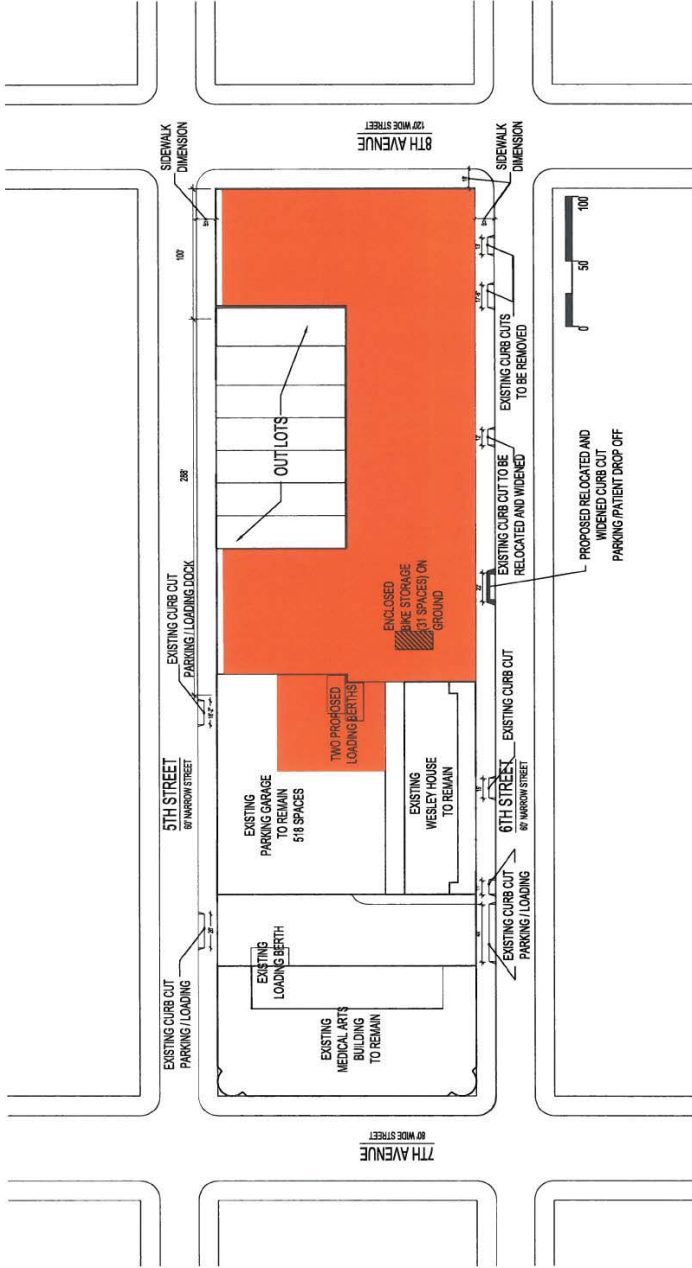 SIDEWALK
DIMENSION
8TH AVENUE
120' WIDE STREET
SIDEWALK
DIMENSION
100'
288'
EXISTING CURB CUT
PARKING / LOADING DOCK
5TH STREET
60' NARROW STREET
EXISTING CURB CUT
PARKING / LOADING
OUT LOTS
ENCLOSED
BIKE STORAGE
(31 SPACES) ON
GROUND
TWO PROPOSED
LOADING BERTHS
EXISTING
PARKING GARAGE
TO REMAIN
518 SPACES
EXISTING
WESLEY HOUSE
TO REMAIN
EXISTING
LOADING BERTH
EXISTING
MEDICAL ARTS
BUILDING
TO REMAIN
EXISTING CURB CUTS
TO BE REMOVED
EXISTING CURB CUT TO BE
RELOCATED AND WIDENED
PROPOSED RELOCATED AND
WIDENED CURB CUT
PARKING /PATIENT DROP OFF
EXISTING CURB CUT
6TH STREET
60' NARROW STREET
EXISTING CURB CUT
PARKING / LOADING
7TH AVENUE
80' WIDE STREET
0
50
100